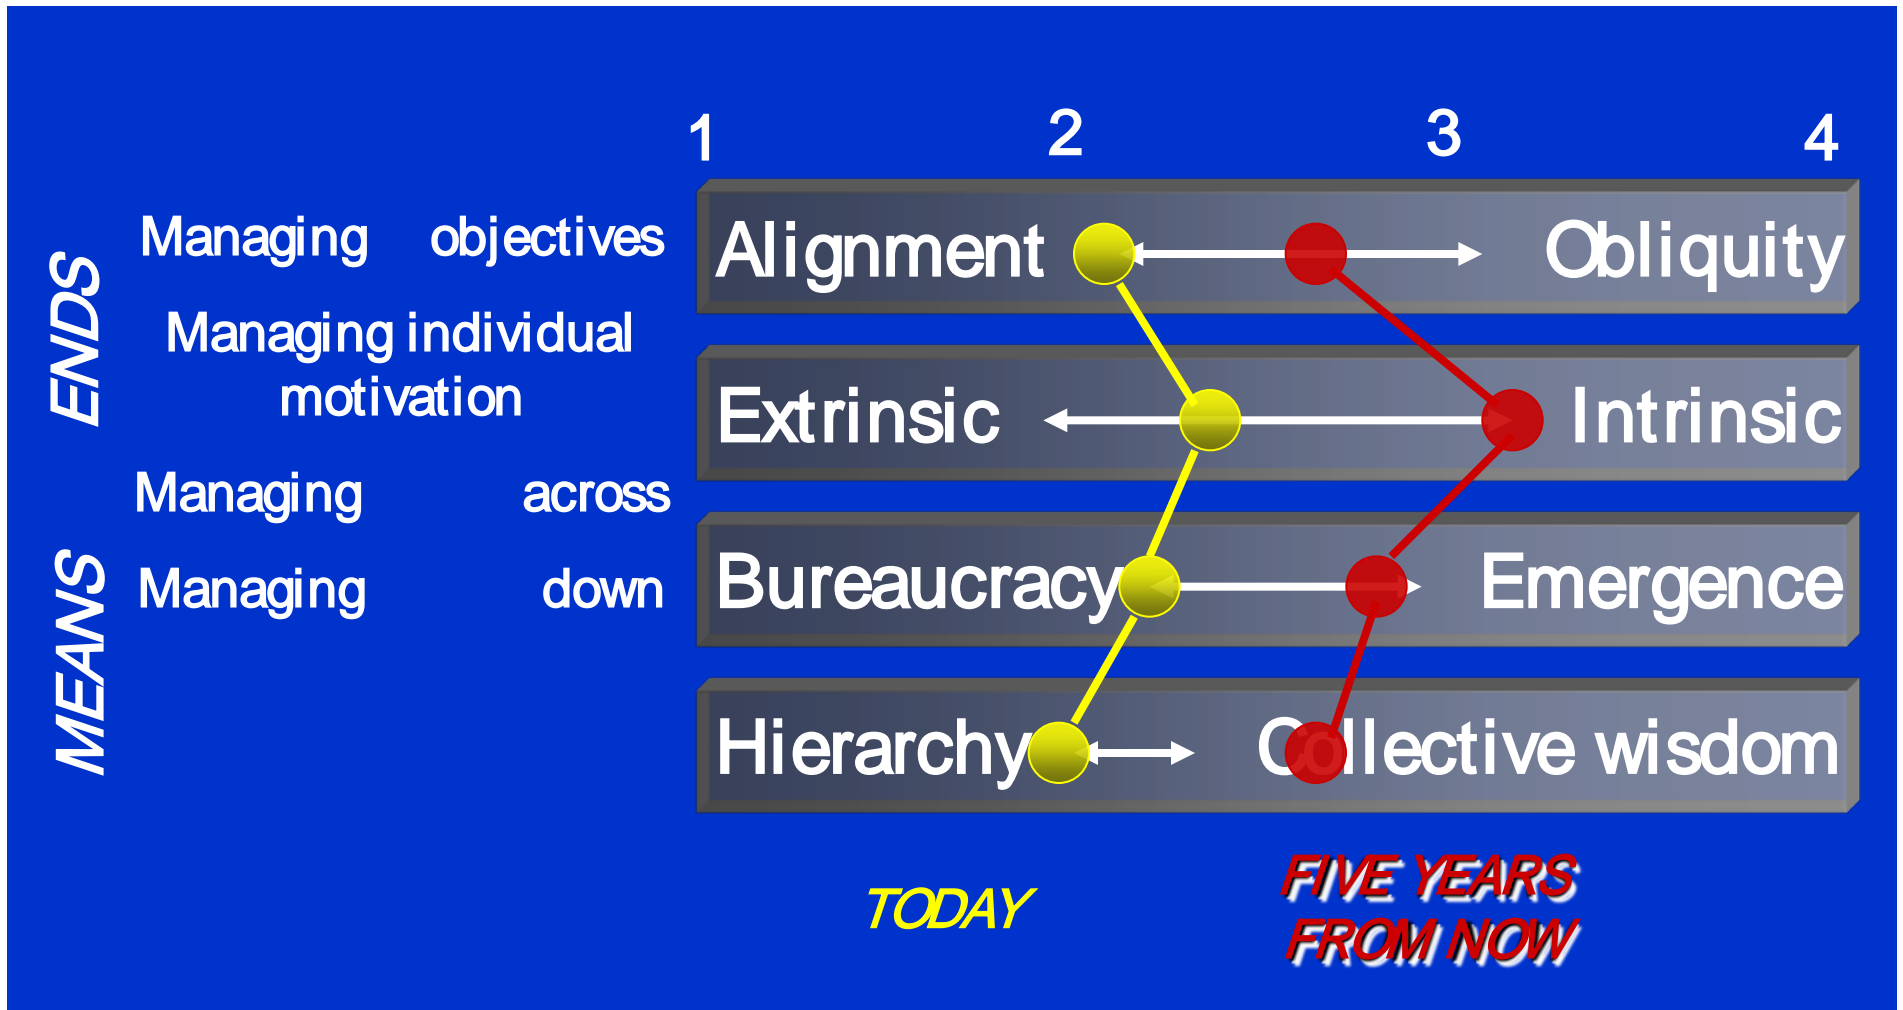 1 2 3 4
ENDS
Managing objectives
Alignment Obliquity
Managing individual
motivation
Extrinsic Intrinsic
MEANS
Managing across
Bureaucracy Emergence
Managing down
Hierarchy Collective wisdom
TODAY
FIVE YEARS
FROM NOW